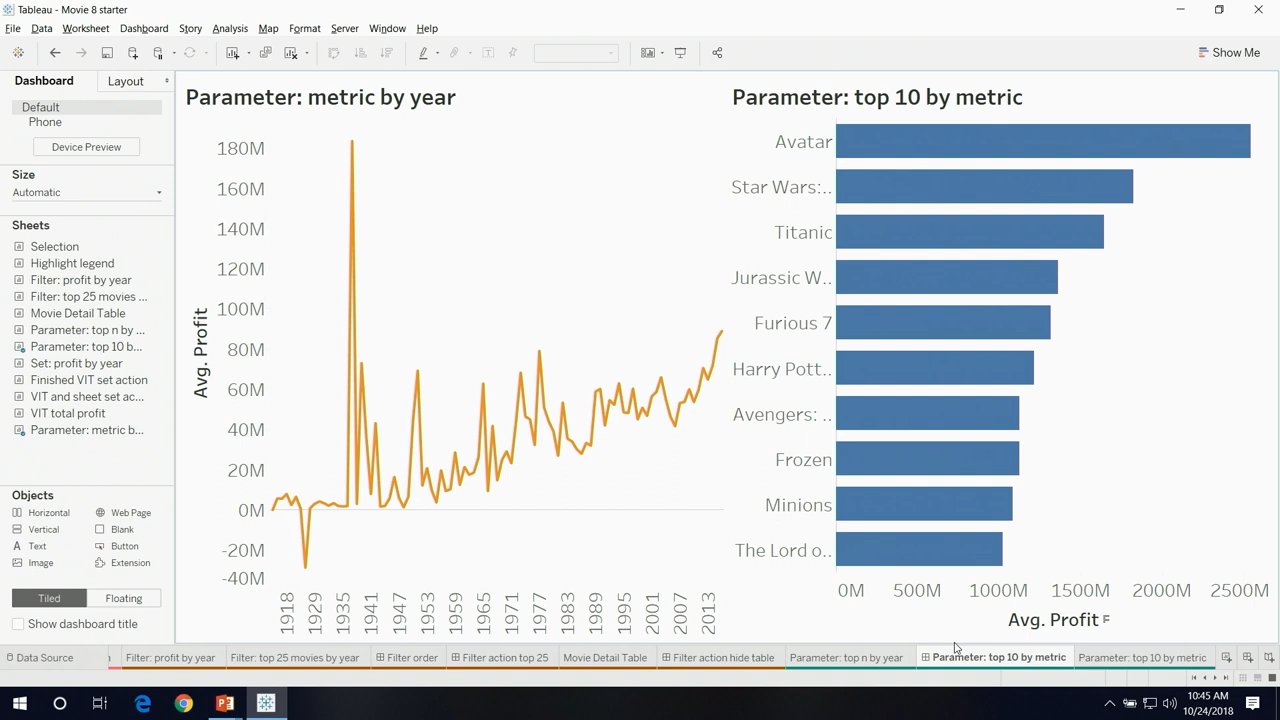 Tableau - Movie 8 starter
File Data Worksheet Dashboard Story Analysis Map Format Server Window Help
Show Me
Dashboard Layout
Default
Phone
Device Preview
Size
Automatic
Sheets
Selection
Highlight legend
Filter: profit by year
Filter: top 25 movies ...
Movie Detail Table
Parameter: top n by ...
Parameter: top 10 b...
Set: profit by year
Finished VIT set action
VIT and sheet set ac...
VIT total profit
Parameter: metric b...
Objects
Horizontal Web Page
Vertical Blank
Text Button
Image Extension
Tiled Floating
Show dashboard title
Parameter: metric by year
180M
160M
140M
120M
100M
80M
60M
40M
20M
0M
-20M
-40M
Avg. Profit
1918 1929 1935 1941 1947 1953 1959 1965 1971 1977 1983 1989 1995 2001 2007 2013
Parameter: top 10 by metric
Avatar
Star Wars:..
Titanic
Jurassic W..
Furious 7
Harry Pott..
Avengers: ..
Frozen
Minions
The Lord o..
0M 500M 1000M 1500M 2000M 2500M
Avg. Profit
Data Source Filter: profit by year Filter: top 25 movies by year Filter order Filter action top 25 Movie Detail Table Filter action hide table Parameter: top n by year Parameter: top 10 by metric Parameter: top 10 by metric
10:45 AM
10/24/2018